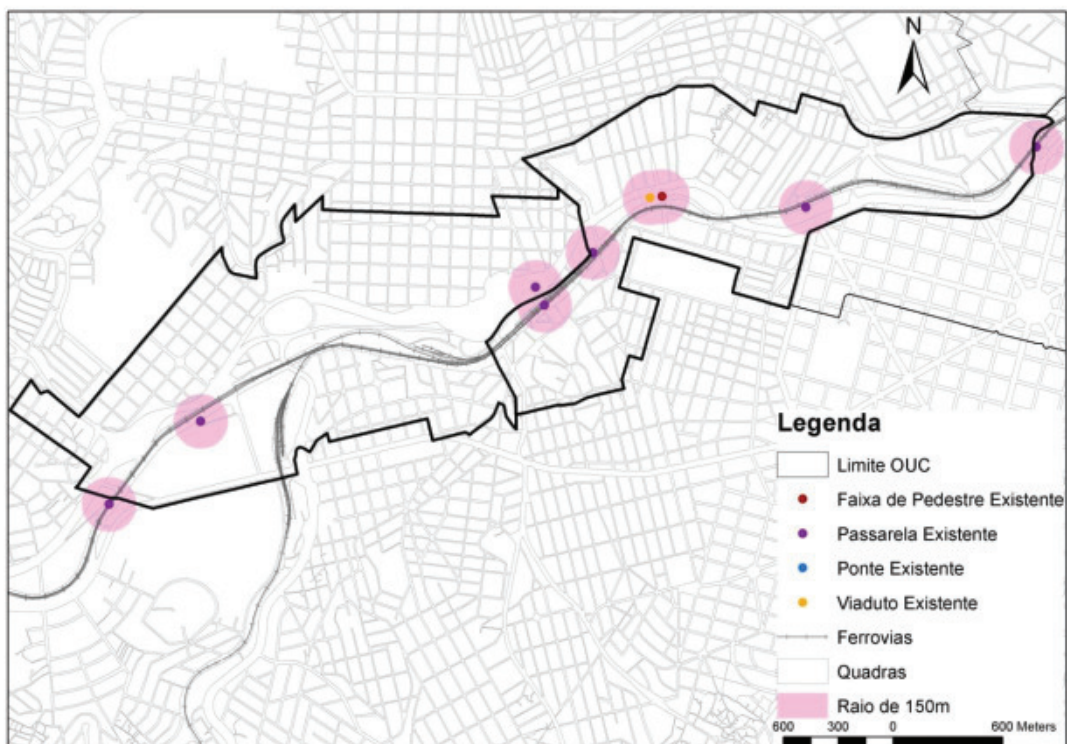 N
Legenda
Limite OUC
Faixa de Pedestre Existente
Passarela Existente
Ponte Existente
Viaduto Existente
Ferrovias
Quadras
Raio de 150m
600 300 0 600 Meters